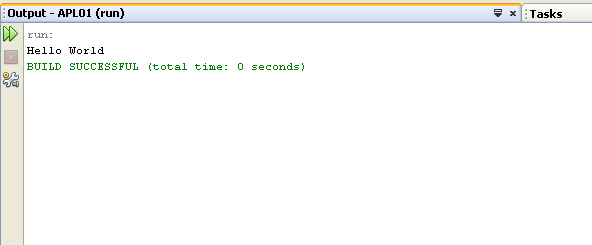 Output - APL01 (run)
Tasks
run:
Hello World
BUILD SUCCESSFUL (total time: 0 seconds)